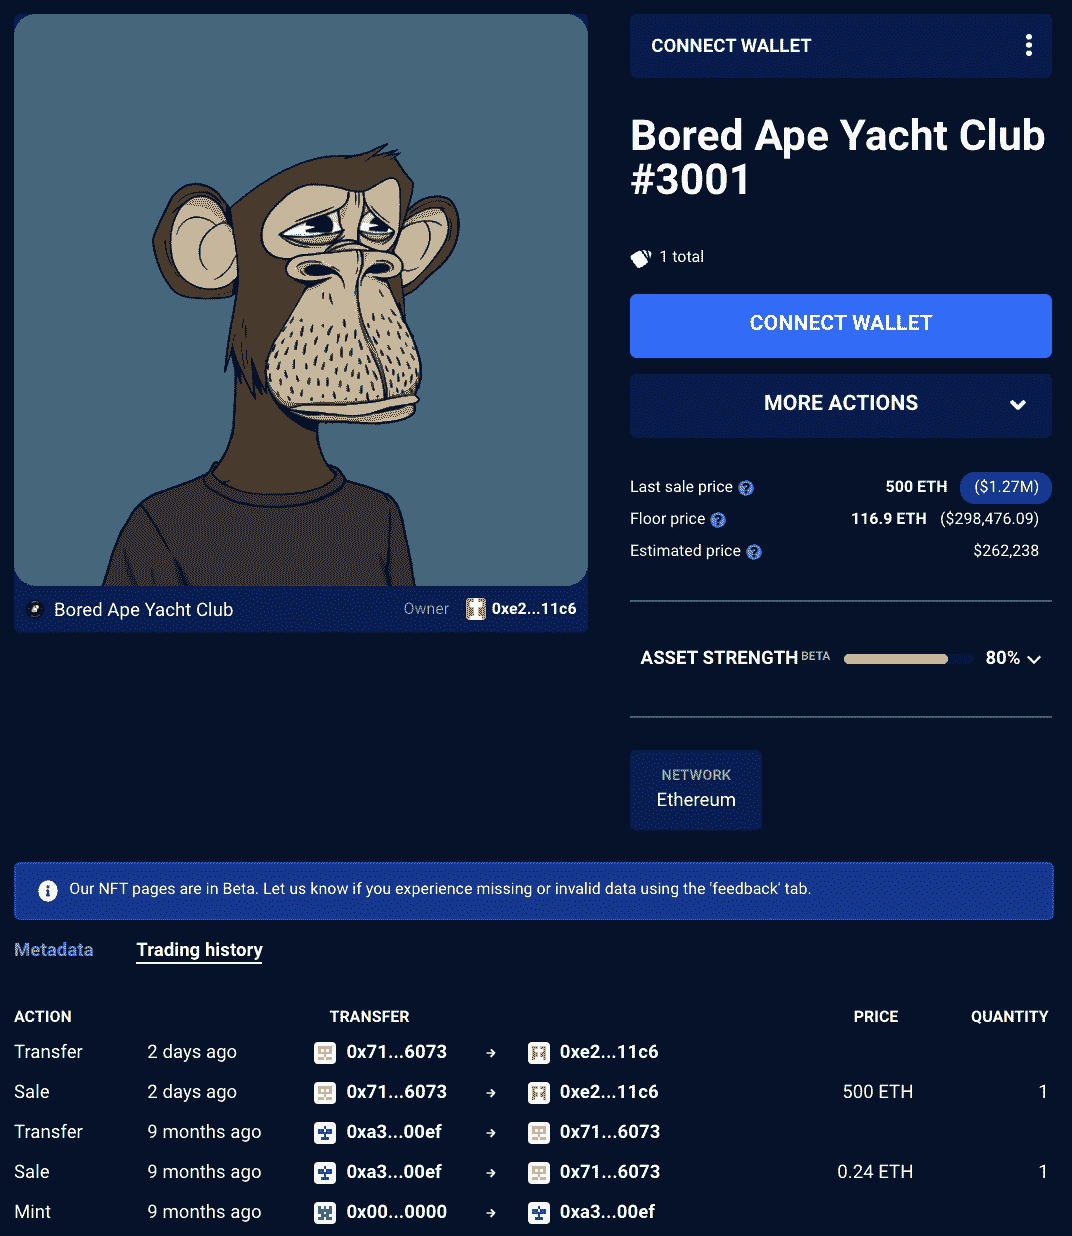 CONNECT WALLET
Bored Ape Yacht Club
#3001
1 total
CONNECT WALLET
MORE ACTIONS
Last sale price ? 500 ETH ($1.27M)
Floor price ? 116.9 ETH ($298,476.09)
Estimated price ? $262,238
Bored Ape Yacht Club Owner 0xe2...11c6
ASSET STRENGTH BETA 80%
NETWORK
Ethereum
Our NFT pages are in Beta. Let us know if you experience missing or invalid data using the 'feedback' tab.
Metadata Trading history
ACTION TRANSFER PRICE QUANTITY
Transfer 2 days ago 0x71...6073 → 0xe2...11c6
Sale 2 days ago 0x71...6073 → 0xe2...11c6 500 ETH 1
Transfer 9 months ago 0xa3...00ef → 0x71...6073
Sale 9 months ago 0xa3...00ef → 0x71...6073 0.24 ETH 1
Mint 9 months ago 0x00...0000 → 0xa3...00ef